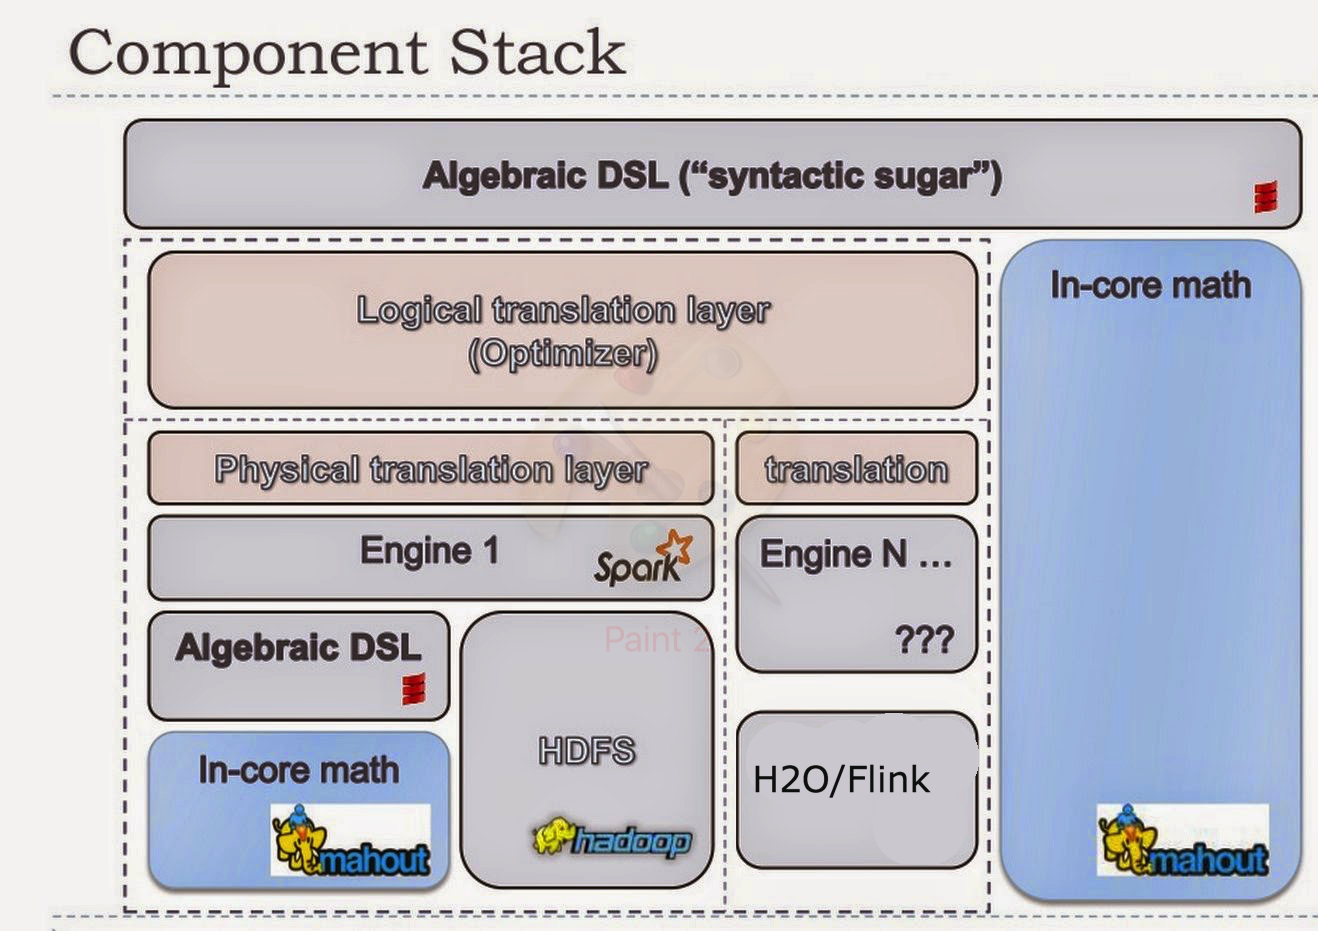 Component Stack
Algebraic DSL (“syntactic sugar”)
Logical translation layer
(Optimizer)
In-core math
Physical translation layer
translation
Engine 1
Spark
Engine N ...
???
Algebraic DSL
Paint 2
HDFS
hadoop
In-core math
mahout
H2O/Flink
mahout